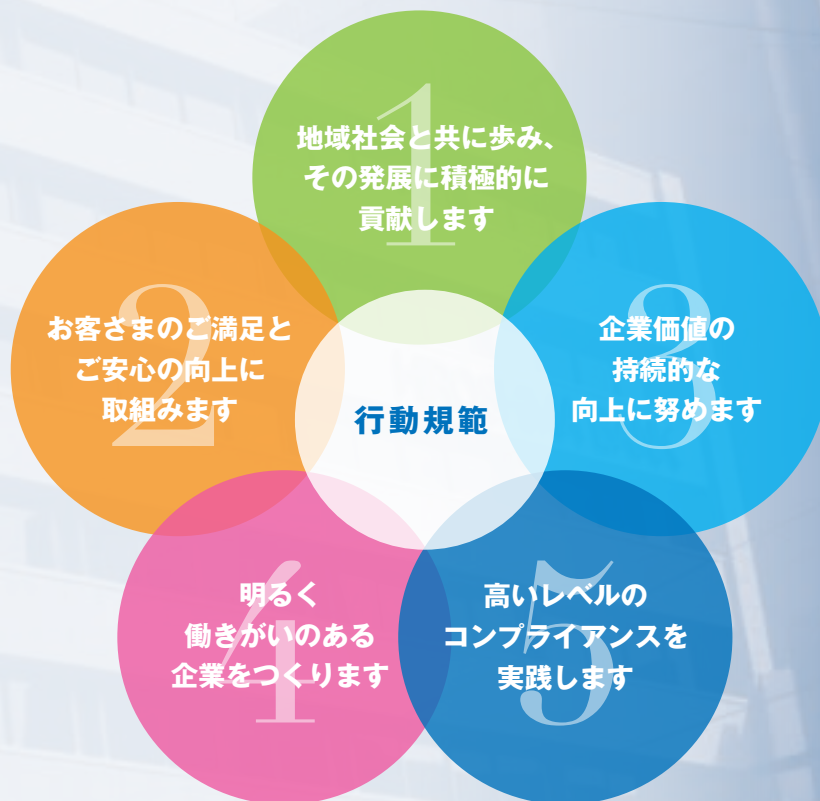 1
地域社会と共に歩み、
その発展に積極的に
貢献します
2
お客さまのご満足と
ご安心の向上に
取組みます
3
企業価値の
持続的な
向上に努めます
行動規範
4
明るく
働きがいのある
企業をつくります
5
高いレベルの
コンプライアンスを
実践します